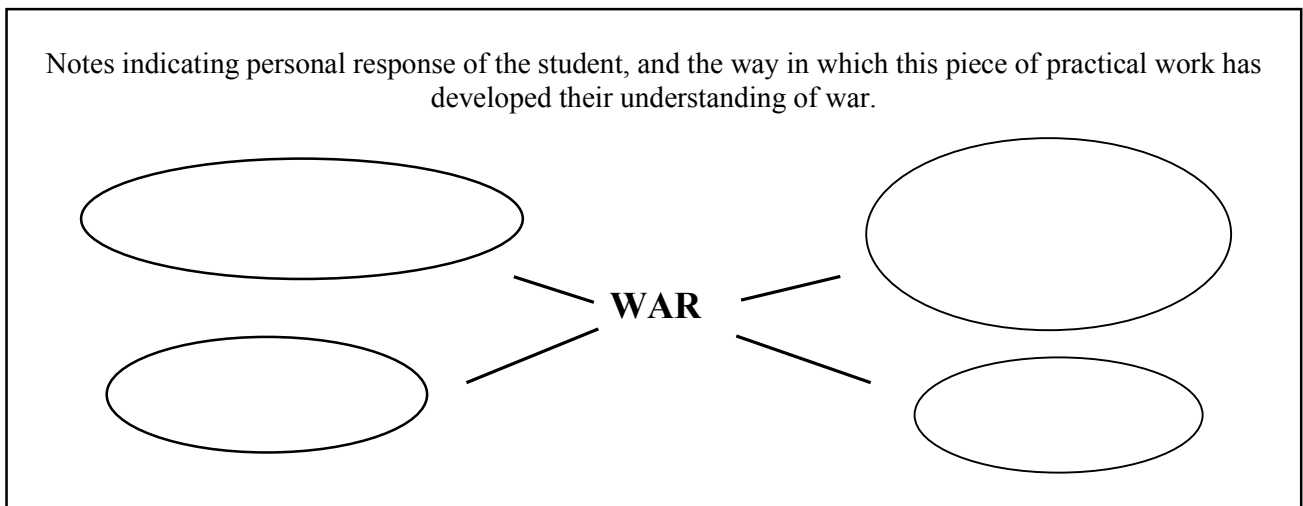 Notes indicating personal response of the student, and the way in which this piece of practical work has
developed their understanding of war.
WAR